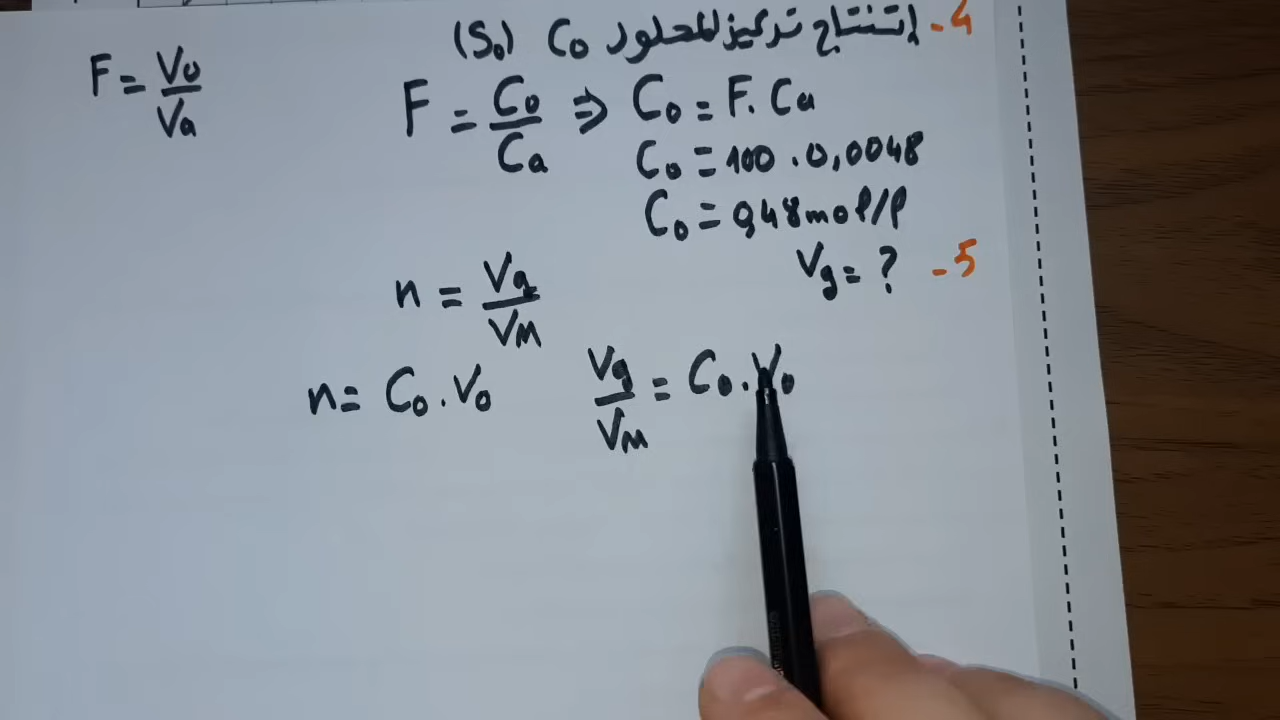 4- إستنتاج تركيز المحلول C₀ (S₀)
F = V₀/Vₐ
F = C₀/Cₐ ⇒ C₀ = F . Cₐ
C₀ = 100 . 0,0048
C₀ = 0,48 mol/l
5- Vg = ?
n = Vg/VM
n = C₀ . V₀
Vg/VM = C₀ . V₀